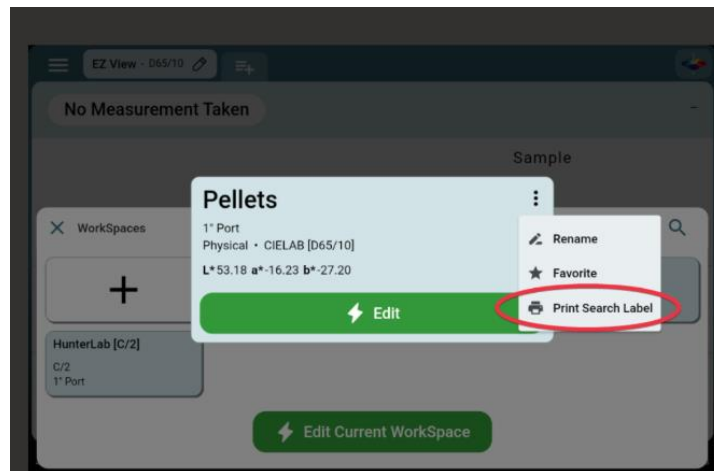 EZ View - D65/10
No Measurement Taken
Sample
Pellets
1" Port
Physical • CIELAB [D65/10]
L* 53.18 a* -16.23 b* -27.20
Edit
Rename
Favorite
Print Search Label
WorkSpaces
HunterLab [C/2]
C/2
1" Port
Edit Current WorkSpace